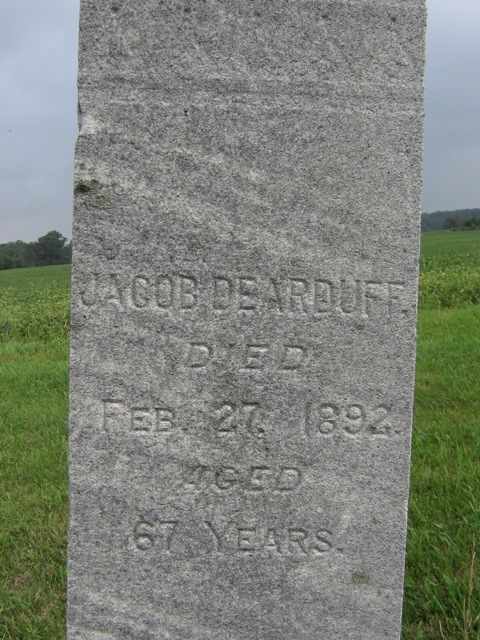 JACOB DEARDUFF.
DIED
FEB. 27, 1892.
AGED
67 YEARS.